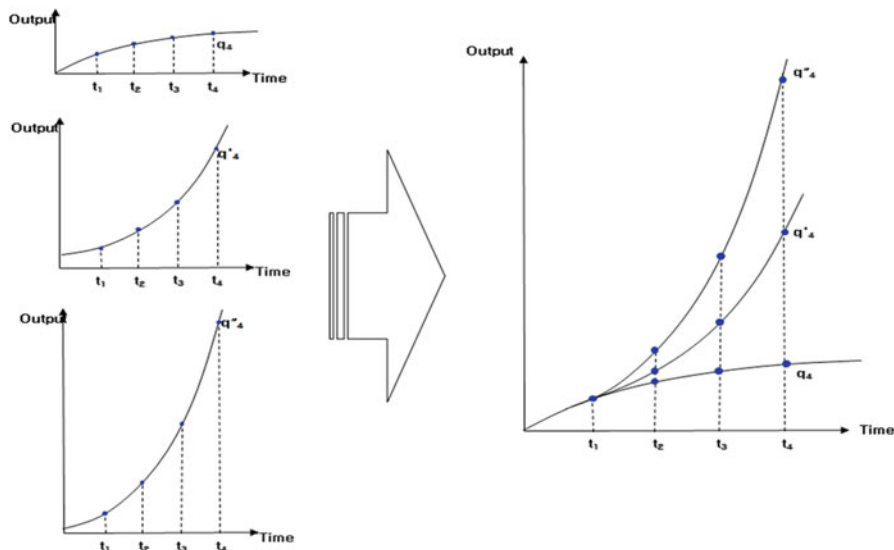 Output
q₄
Time
t₁ t₂ t₃ t₄
Output
q'₄
Time
t₁ t₂ t₃ t₄
Output
q"₄
Time
t₁ t₂ t₃ t₄
Output
q"₄
q'₄
q₄
Time
t₁ t₂ t₃ t₄